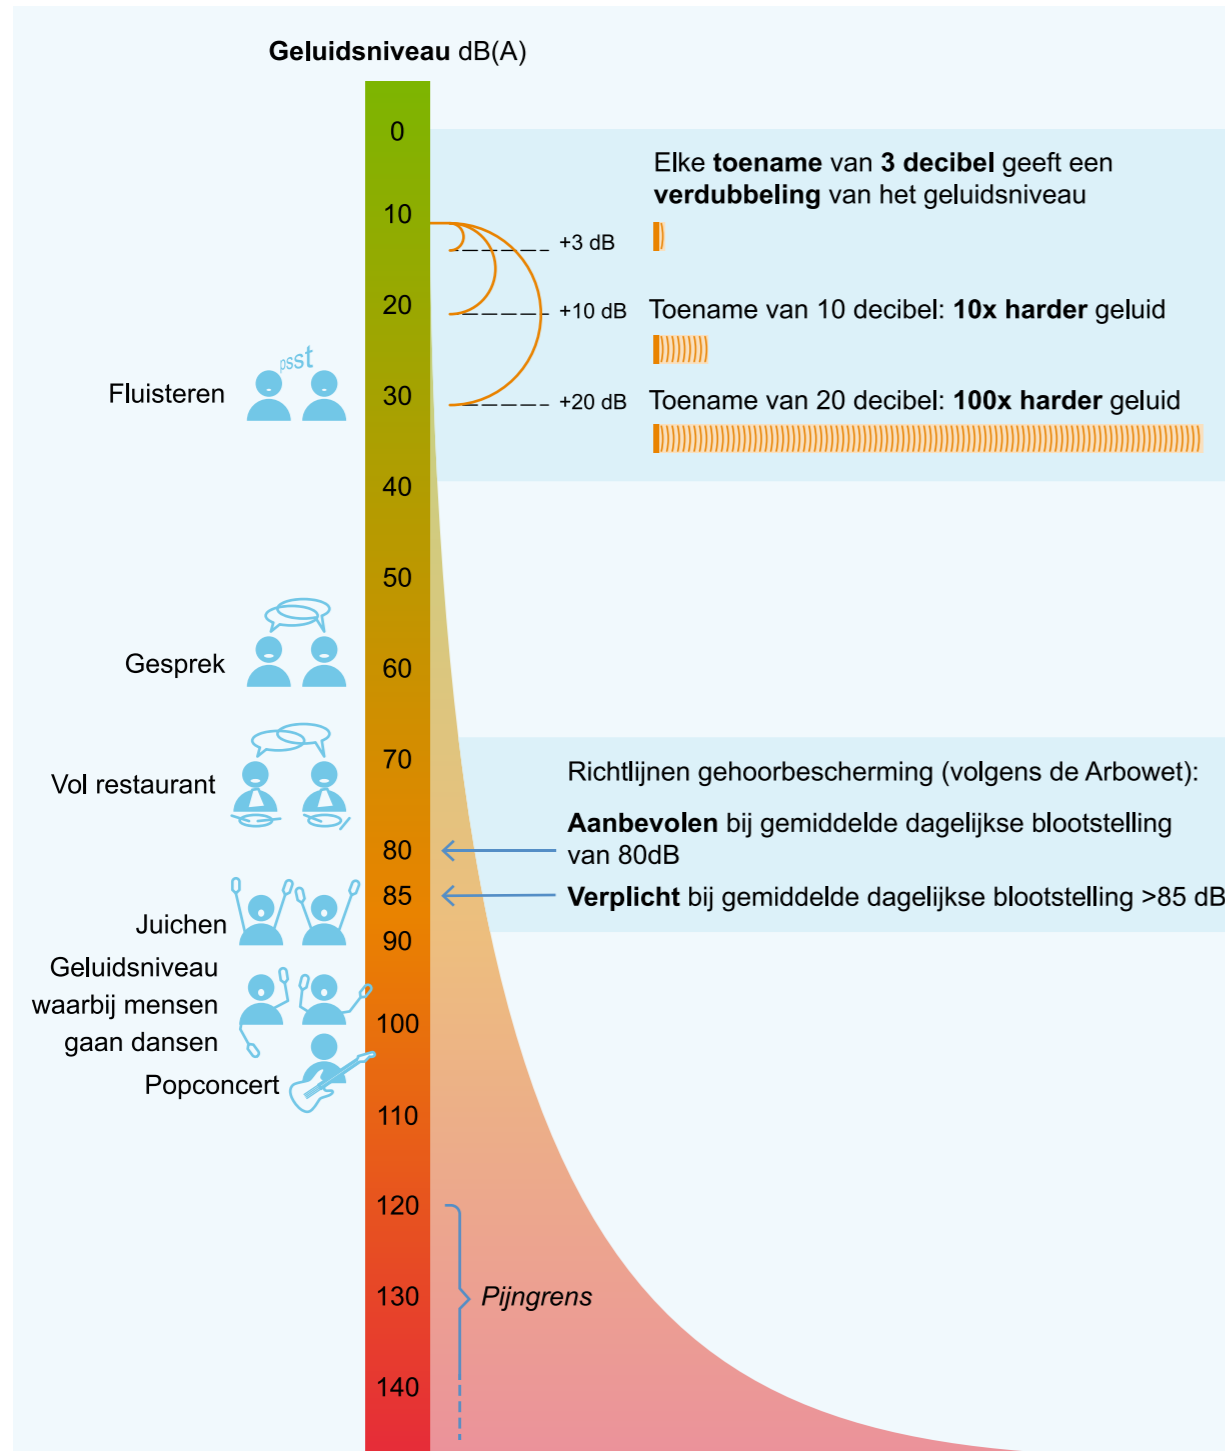 Geluidsniveau dB(A)
0
Elke toename van 3 decibel geeft een
verdubbeling van het geluidsniveau
10
+3 dB
20
+10 dB
Toename van 10 decibel: 10x harder geluid
psst
Fluisteren
30
+20 dB
Toename van 20 decibel: 100x harder geluid
40
50
Gesprek
60
70
Richtlijnen gehoorbescherming (volgens de Arbowet):
Vol restaurant
Aanbevolen bij gemiddelde dagelijkse blootstelling
van 80dB
80
85
Verplicht bij gemiddelde dagelijkse blootstelling >85 dB
Juichen
90
Geluidsniveau
waarbij mensen
gaan dansen
100
Popconcert
110
120
130
Pijngrens
140